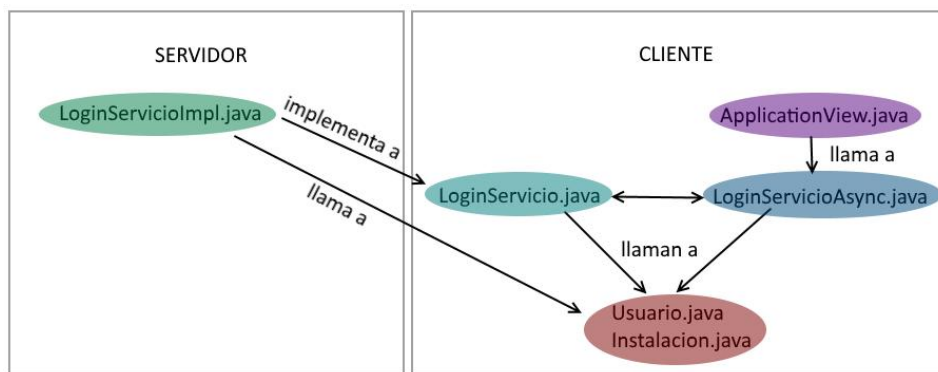 SERVIDOR
CLIENTE
LoginServicioImpl.java
implementa a
llama a
ApplicationView.java
llama a
LoginServicio.java
LoginServicioAsync.java
llaman a
Usuario.java
Instalacion.java